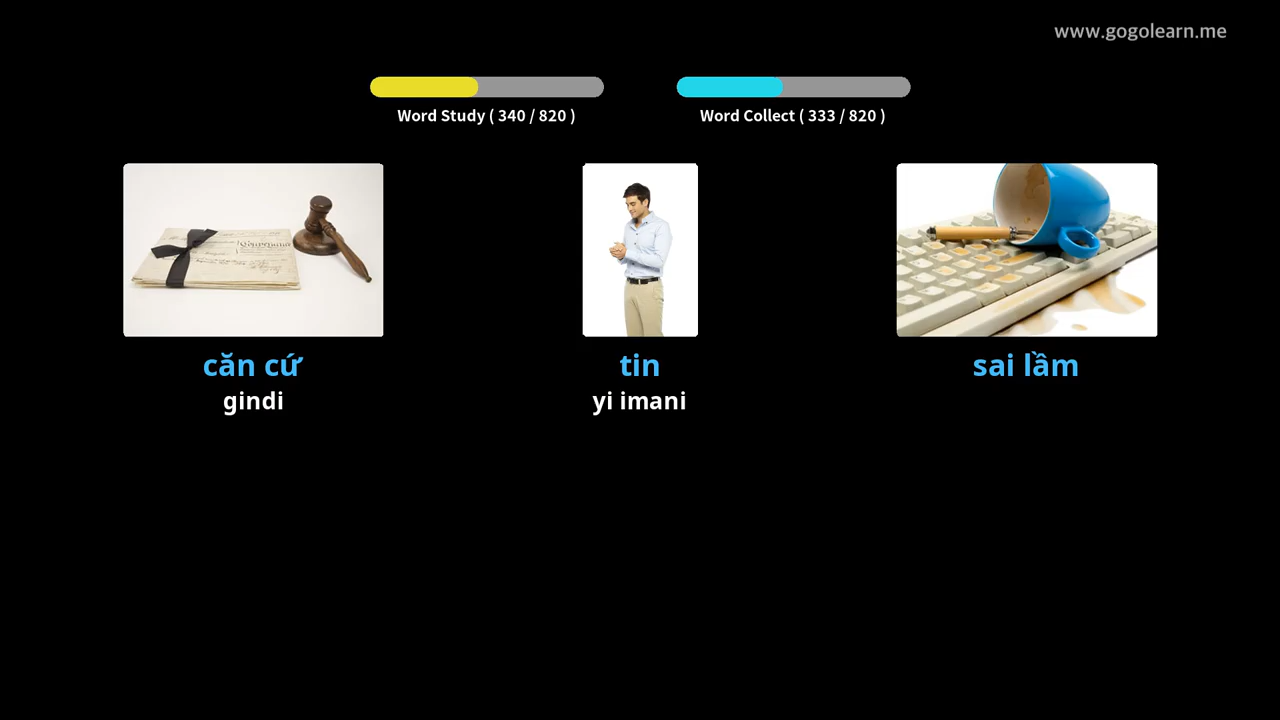 www.gogolearn.me
Word Study ( 340 / 820 )
Word Collect ( 333 / 820 )
căn cứ
gindi
tin
yi imani
sai lầm